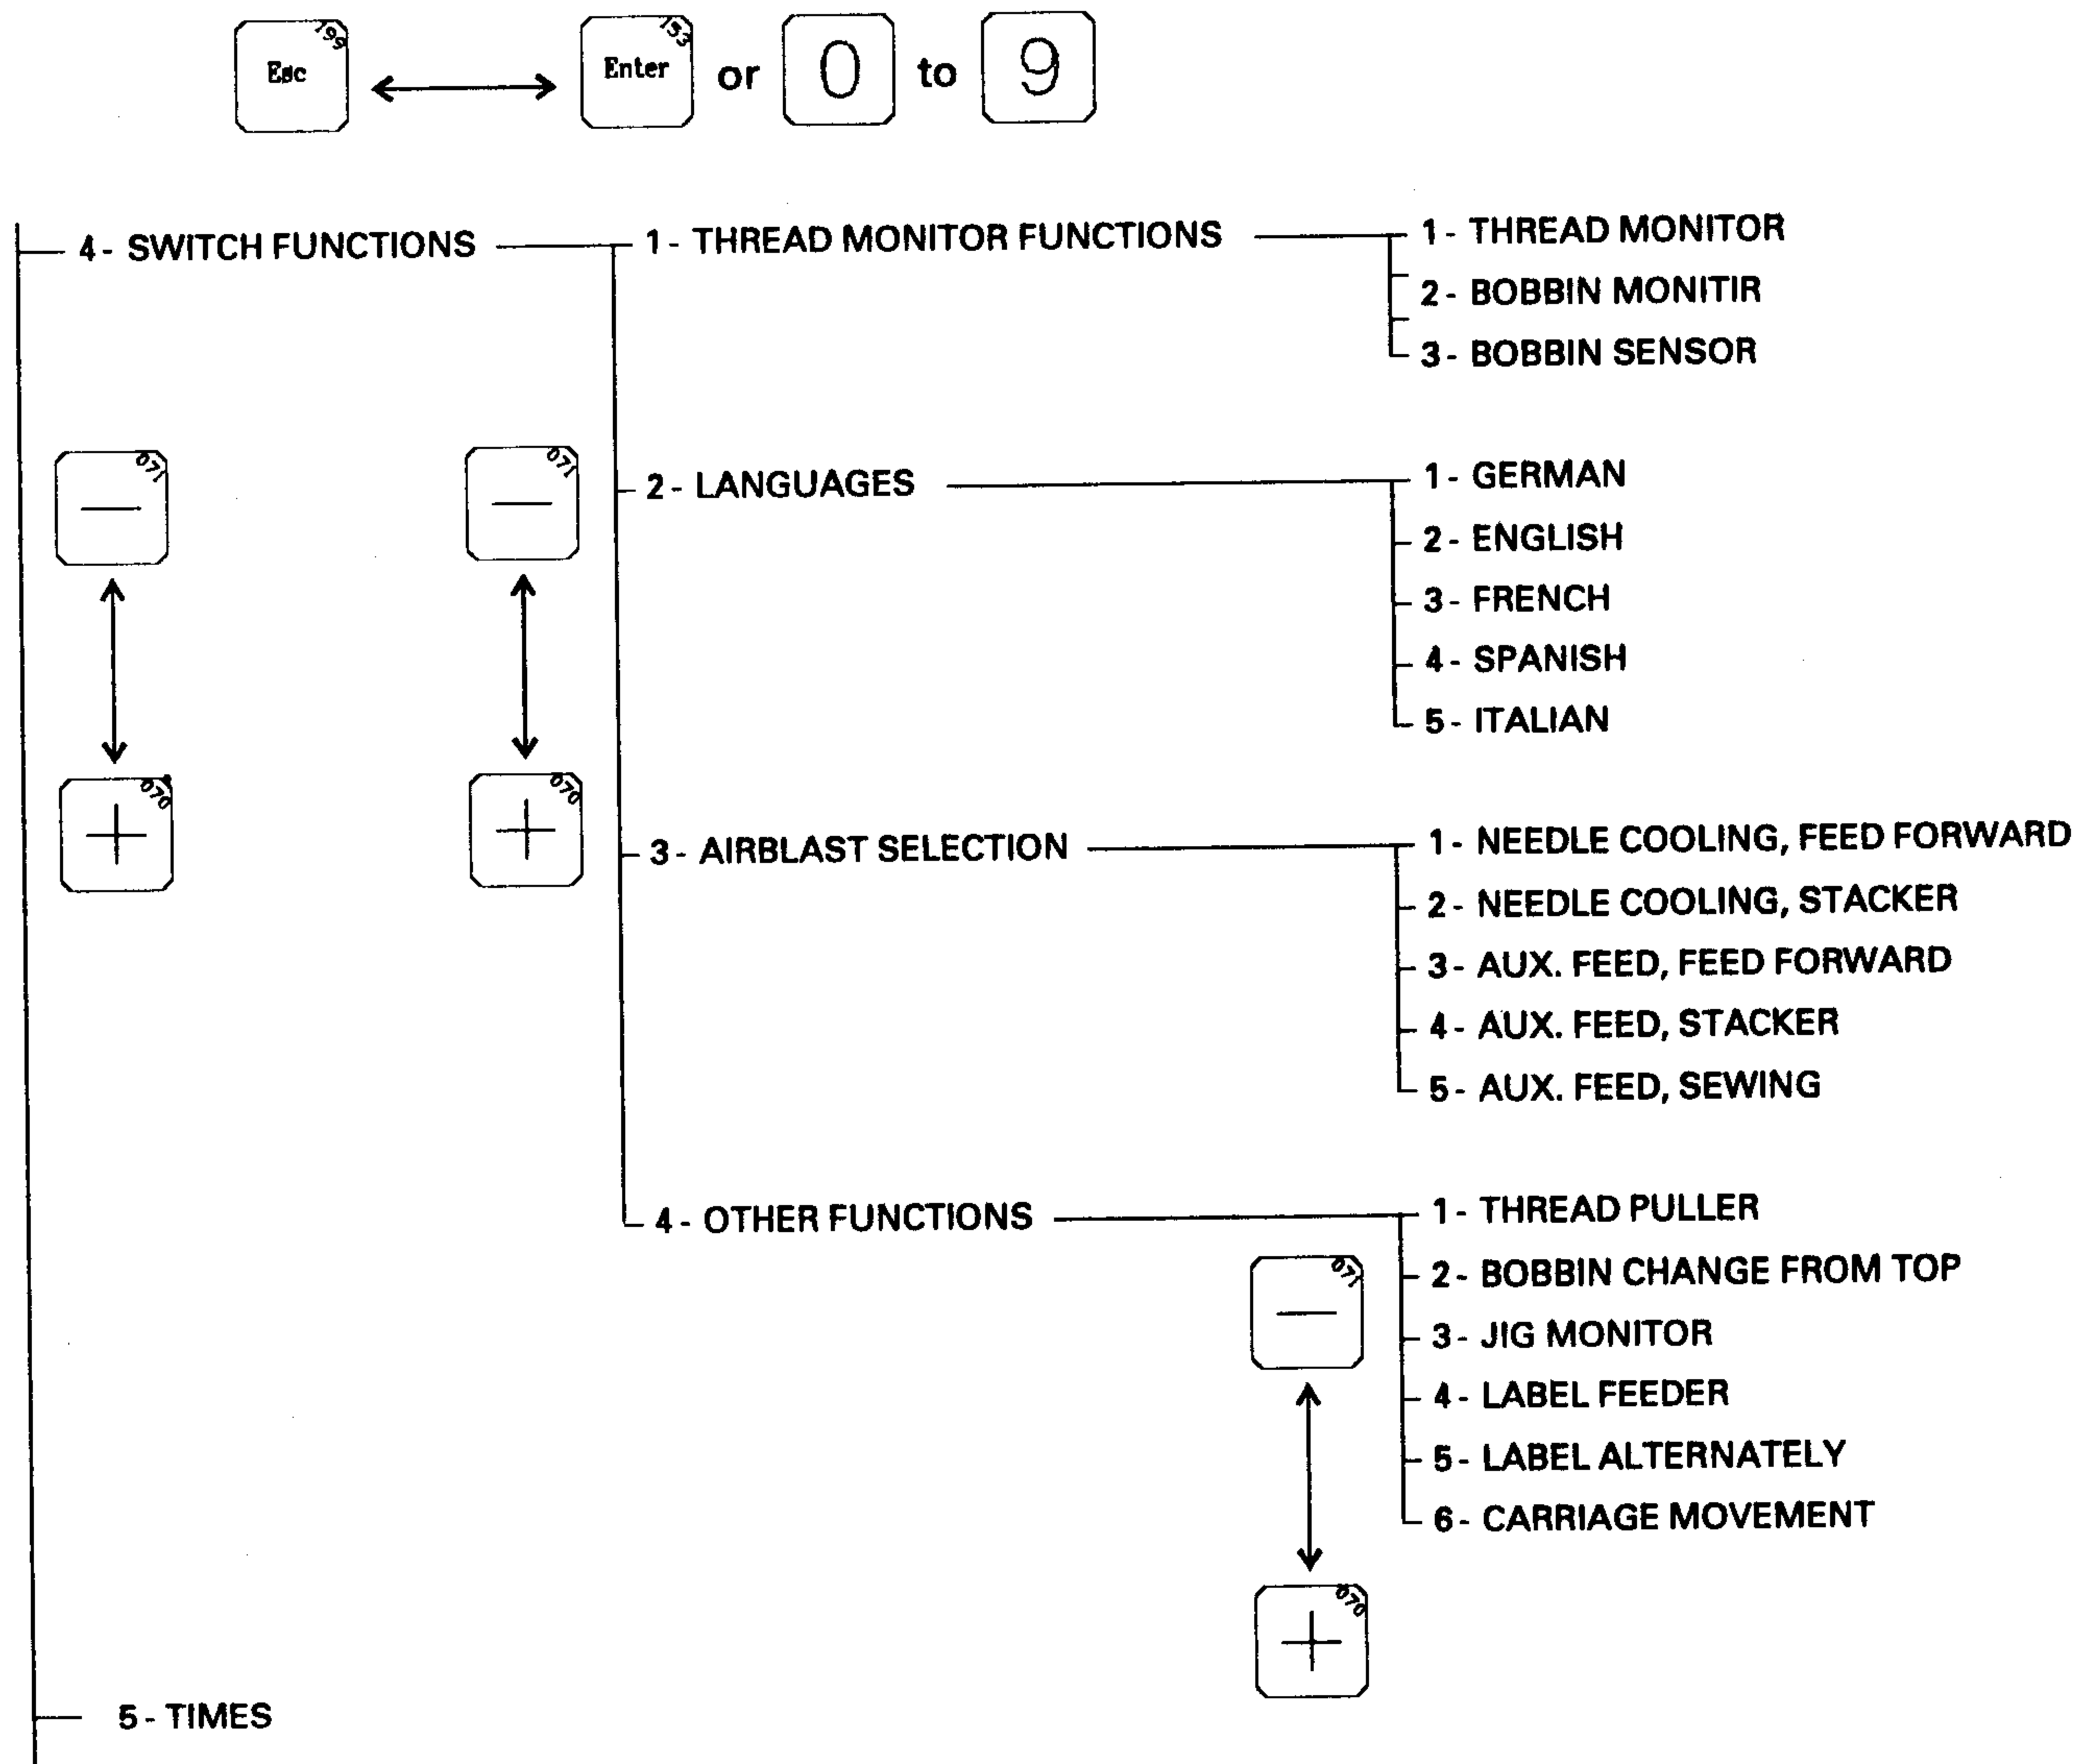 Esc 199 Enter 153 or 0 to 9
4- SWITCH FUNCTIONS 1- THREAD MONITOR FUNCTIONS 1- THREAD MONITOR
2- BOBBIN MONITIR
3- BOBBIN SENSOR
071 071
2- LANGUAGES 1- GERMAN
2- ENGLISH
3- FRENCH
4- SPANISH
5- ITALIAN
070 070
3- AIRBLAST SELECTION 1- NEEDLE COOLING, FEED FORWARD
2- NEEDLE COOLING, STACKER
3- AUX. FEED, FEED FORWARD
4- AUX. FEED, STACKER
5- AUX. FEED, SEWING
4- OTHER FUNCTIONS 1- THREAD PULLER
071 2- BOBBIN CHANGE FROM TOP
3- JIG MONITOR
4- LABEL FEEDER
5- LABEL ALTERNATELY
6- CARRIAGE MOVEMENT
070
5- TIMES